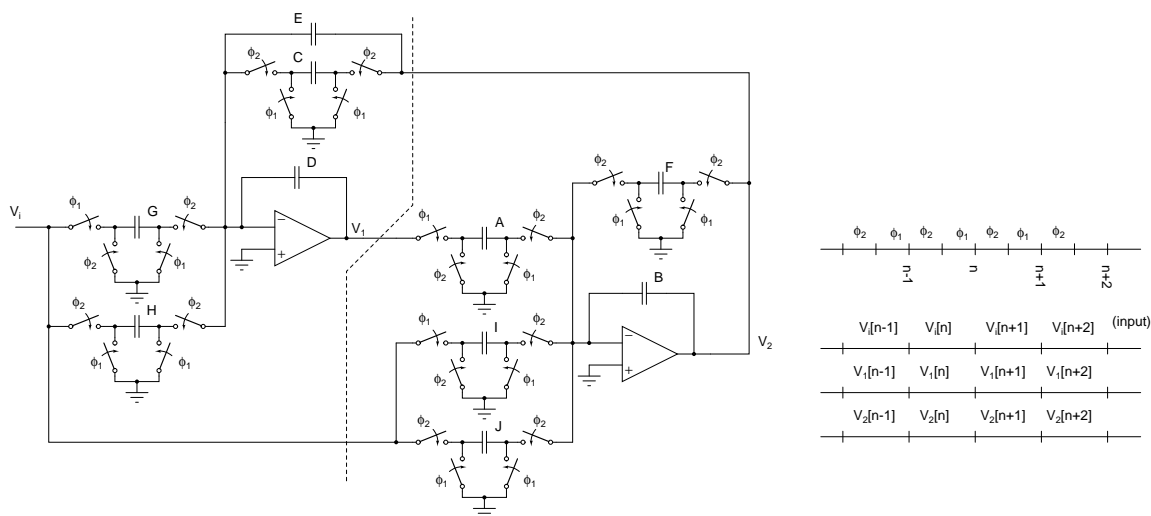 E
ϕ2 C ϕ2
ϕ1 ϕ1
D
Vi ϕ1 G ϕ2
− +
V1
ϕ2 ϕ1
ϕ2 H ϕ2
ϕ1 ϕ1
ϕ2 F ϕ2
ϕ1 ϕ1
ϕ1 A ϕ2
ϕ2 ϕ1
B
ϕ1 I ϕ2
− +
V2
ϕ2 ϕ1
ϕ2 J ϕ2
ϕ1 ϕ1
ϕ2 ϕ1 ϕ2 ϕ1 ϕ2 ϕ1 ϕ2
n-1 n n+1 n+2
Vi[n-1] Vi[n] Vi[n+1] Vi[n+2] (input)
V1[n-1] V1[n] V1[n+1] V1[n+2]
V2[n-1] V2[n] V2[n+1] V2[n+2]